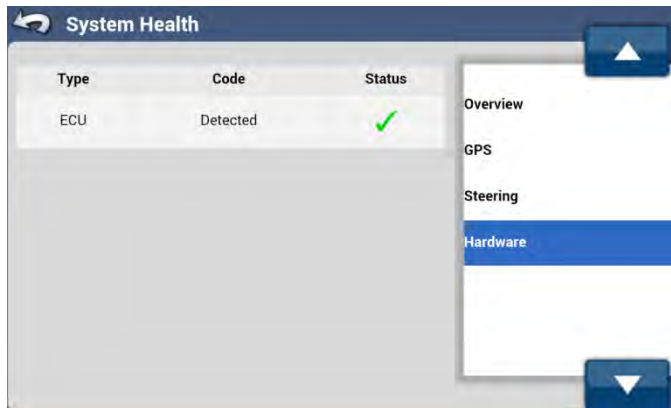 System Health
Type Code Status
ECU Detected
Overview
GPS
Steering
Hardware